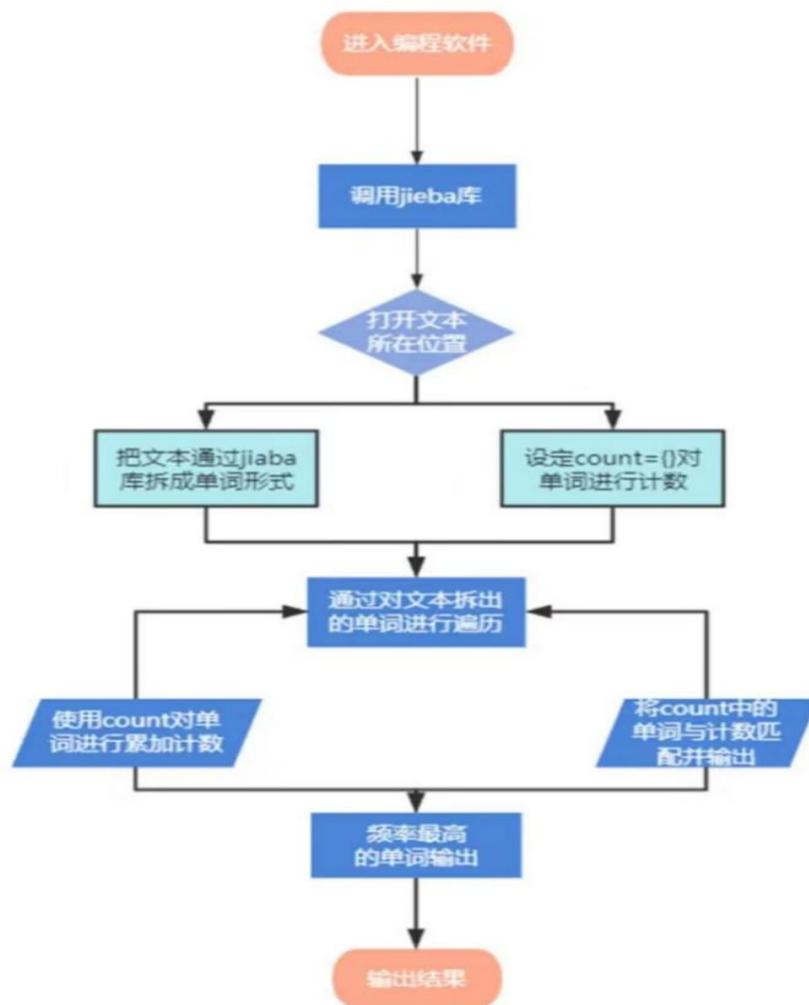 进入编程软件
调用jieba库
打开文本
所在位置
把文本通过jiaba
库拆成单词形式
设定count={}对
单词进行计数
通过对文本拆出
的单词进行遍历
使用count对单
词进行累加计数
将count中的
单词与计数匹
配并输出
频率最高
的单词输出
输出结果